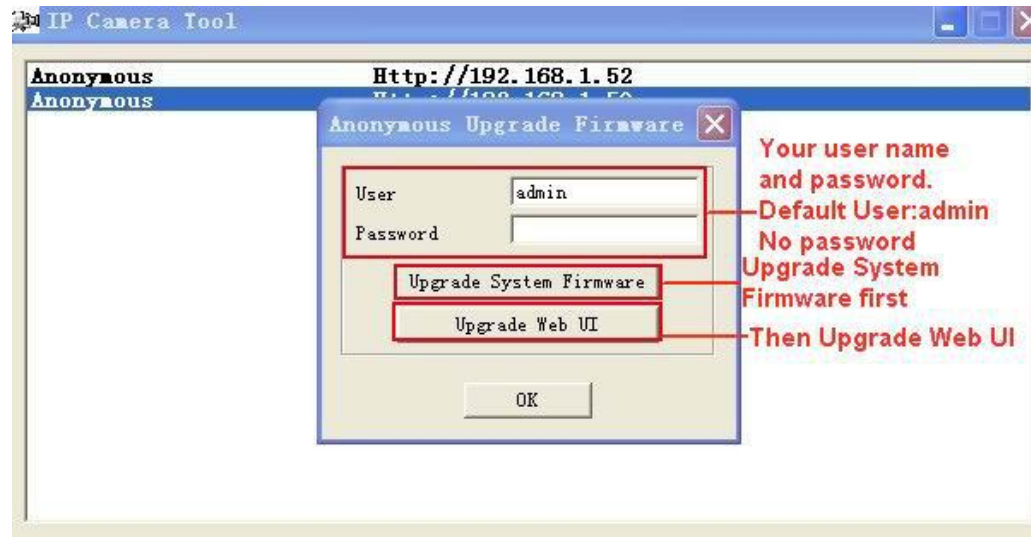 IP Camera Tool
Anonymous Http://192.168.1.52
Anonymous
Anonymous Upgrade Firmware
User admin
Password
Upgrade System Firmware
Upgrade Web UI
OK
Your user name
and password.
Default User:admin
No password
Upgrade System
Firmware first
Then Upgrade Web UI